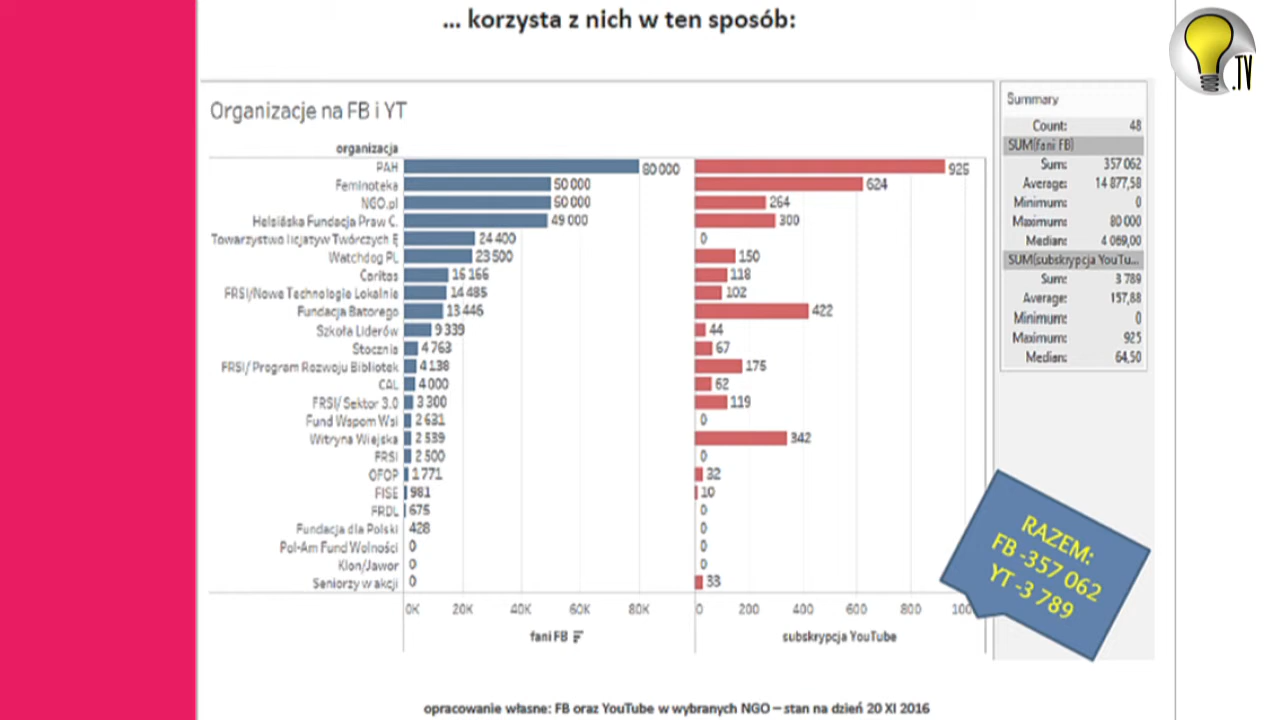 ... korzysta z nich w ten sposób:
.TV
Organizacje na FB i YT
organizacja
PAH 80 000 925
Feminoteka 50 000 624
NGO.pl 50 000 264
Helsińska Fundacja Praw C. 49 000 300
Towarzystwo Inicjatyw Twórczych Ę 24 400 0
Watchdog PL 23 500 150
Caritas 16 166 118
FRSI/Nowe Technologie Lokalnie 14 485 102
Fundacja Batorego 13 446 422
Szkoła Liderów 9 339 44
Stocznia 4 763 67
FRSI/ Program Rozwoju Bibliotek 4 138 175
CAL 4 000 62
FRSI/ Sektor 3.0 3 300 119
Fund Wspom Wsi 2 631 0
Witryna Wiejska 2 539 342
FRSI 2 500 0
OFOP 1 771 32
FISE 981 10
FRDL 675 0
Fundacja dla Polski 428 0
Pol-Am Fund Wolności 0 0
Klon/Jawor 0 0
Seniorzy w akcji 0 33
0K 20K 40K 60K 80K 0 200 400 600 800
fani FB subskrypcja YouTube
Summary
Count: 48
SUM(fani FB)
Sum: 357 062
Average: 14 877,58
Minimum: 0
Maximum: 80 000
Median: 4 069,00
SUM(subskrypcja YouTu...
Sum: 3 789
Average: 157,88
Minimum: 0
Maximum: 925
Median: 64,50
RAZEM:
FB -357 062
YT -3 789
opracowanie własne: FB oraz YouTube w wybranych NGO – stan na dzień 20 XI 2016